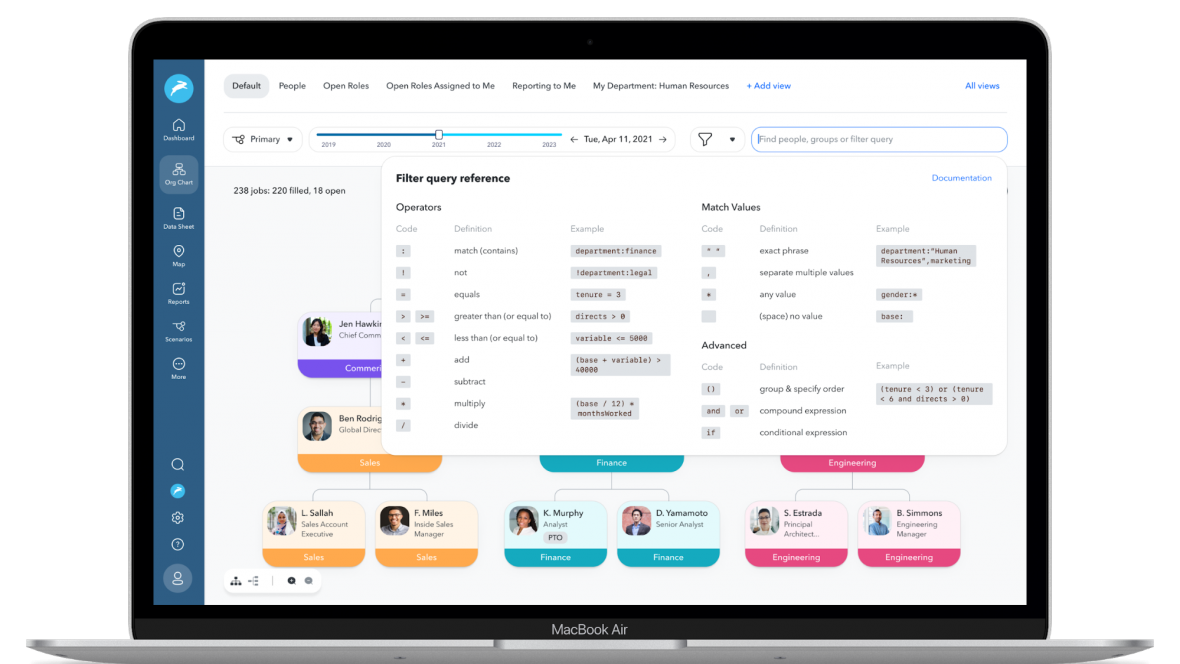 Default People Open Roles Open Roles Assigned to Me Reporting to Me My Department: Human Resources + Add view All views
Dashboard
Primary
2019 2020 2021 2022 2023
← Tue, Apr 11, 2021 →
Find people, groups or filter query
Org Chart
238 jobs: 220 filled, 18 open
Data Sheet
Map
Reports
Scenarios
More
Filter query reference Documentation
Operators
Code Definition Example
: match (contains) department:finance
! not !department:legal
= equals tenure = 3
> >= greater than (or equal to) directs > 0
< <= less than (or equal to) variable <= 5000
+ add (base + variable) >
40000
- subtract
* multiply (base / 12) *
monthsWorked
/ divide
Match Values
Code Definition Example
" " exact phrase department:"Human
Resources",marketing
, separate multiple values
* any value gender:*
(space) no value base:
Advanced
Code Definition Example
() group & specify order (tenure < 3) or (tenure
< 6 and directs > 0)
and or compound expression
if conditional expression
Jen Hawki
Chief Comm
Commer
Ben Rodrig
Global Direc
Sales
Finance
Engineering
L. Sallah
Sales Account
Executive
Sales
F. Miles
Inside Sales
Manager
Sales
K. Murphy
Analyst
PTO
Finance
D. Yamamoto
Senior Analyst
Finance
S. Estrada
Principal
Architect...
Engineering
B. Simmons
Engineering
Manager
Engineering
MacBook Air